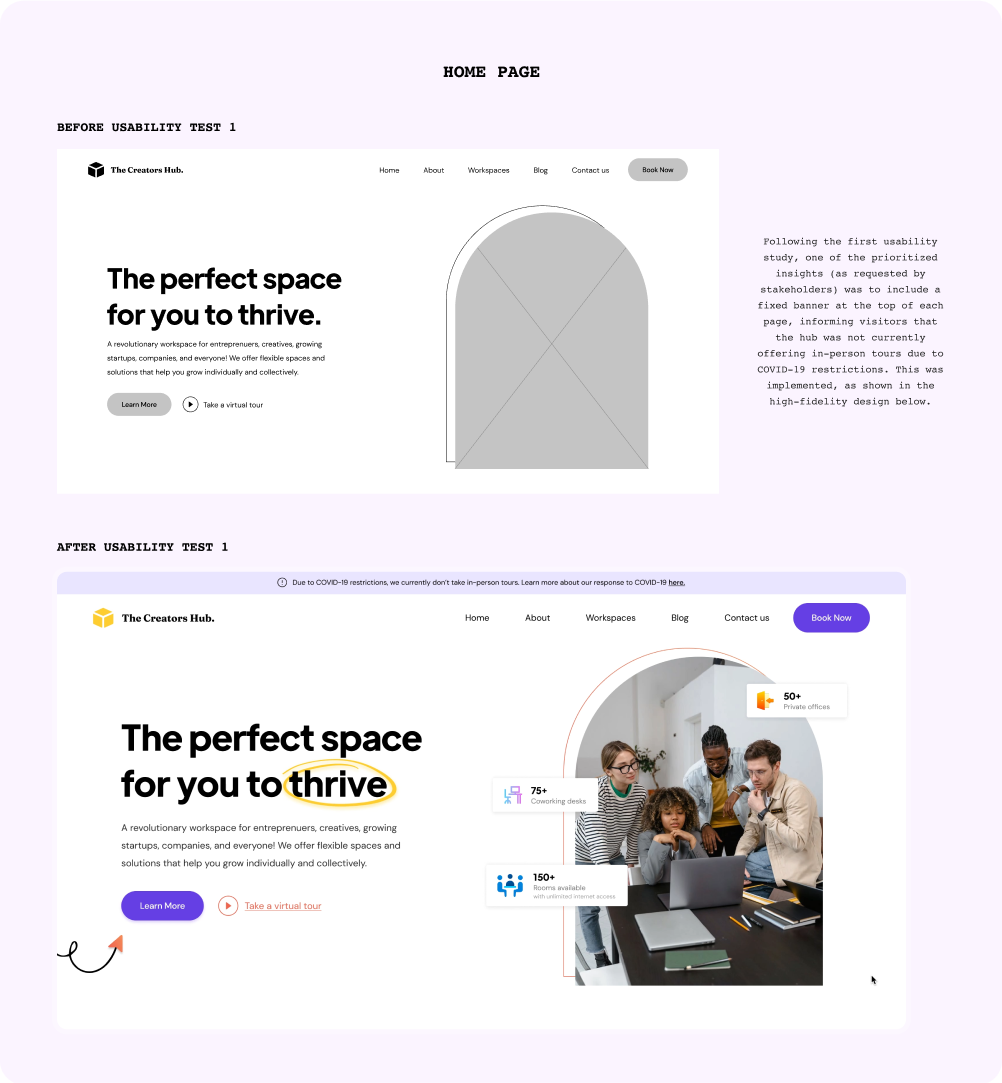 HOME PAGE
BEFORE USABILITY TEST 1
The Creators Hub.
Home
About
Workspaces
Blog
Contact us
Book Now
The perfect space
for you to thrive.
A revolutionary workspace for entreprenuers, creatives, growing
startups, companies, and everyone! We offer flexible spaces and
solutions that help you grow individually and collectively.
Learn More
Take a virtual tour
Following the first usability
study, one of the prioritized
insights (as requested by
stakeholders) was to include a
fixed banner at the top of each
page, informing visitors that
the hub was not currently
offering in-person tours due to
COVID-19 restrictions. This was
implemented, as shown in the
high-fidelity design below.
AFTER USABILITY TEST 1
Due to COVID-19 restrictions, we currently don't take in-person tours. Learn more about our response to COVID-19 here.
The Creators Hub.
Home
About
Workspaces
Blog
Contact us
Book Now
The perfect space
for you to thrive
A revolutionary workspace for entreprenuers, creatives, growing
startups, companies, and everyone! We offer flexible spaces and
solutions that help you grow individually and collectively.
Learn More
Take a virtual tour
50+
Private offices
75+
Coworking desks
150+
Rooms available
with unlimited internet access